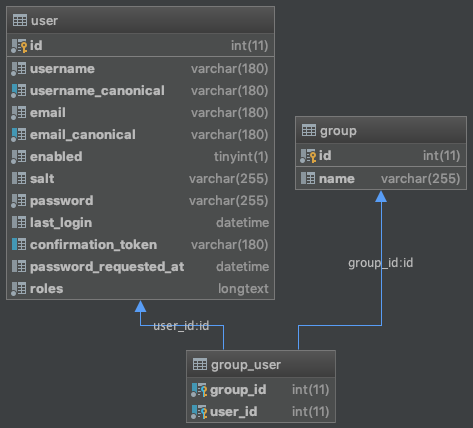 user
id int(11)
username varchar(180)
username_canonical varchar(180)
email varchar(180)
email_canonical varchar(180)
enabled tinyint(1)
salt varchar(255)
password varchar(255)
last_login datetime
confirmation_token varchar(180)
password_requested_at datetime
roles longtext
group
id int(11)
name varchar(255)
group_id:id
user_id:id
group_user
group_id int(11)
user_id int(11)